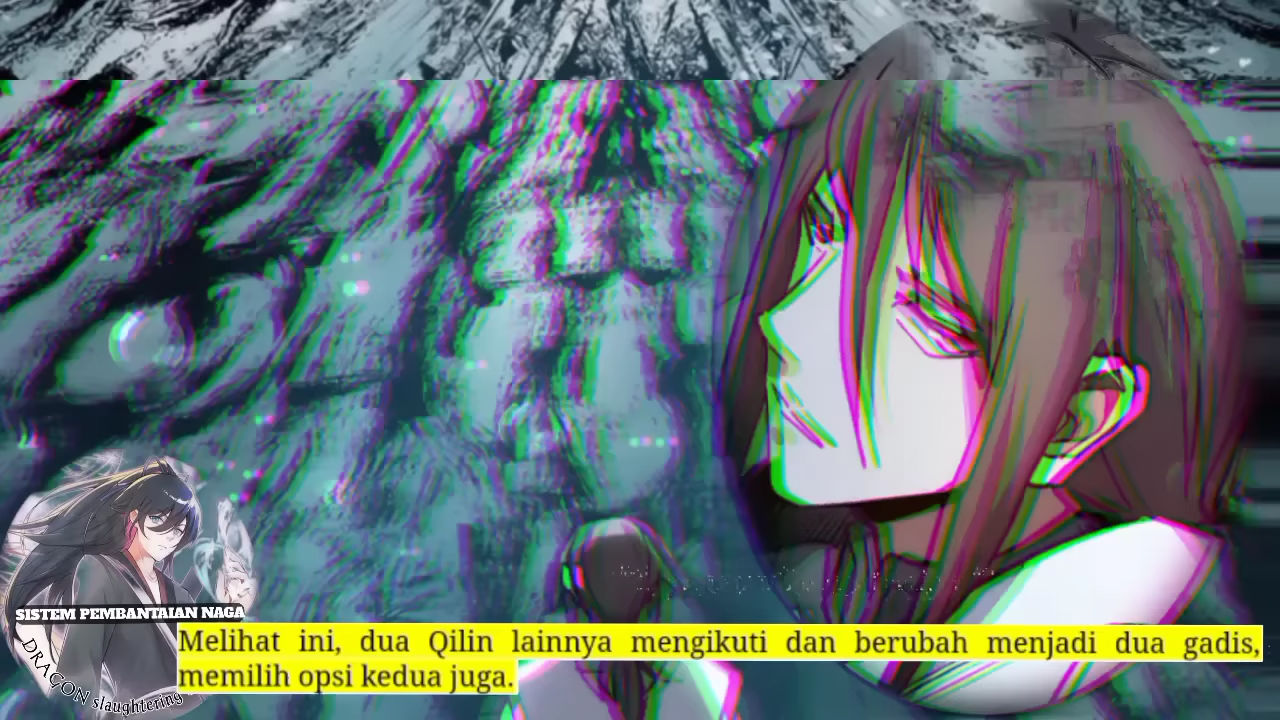 SISTEM PEMBANTAIAN NAGA
DRAGON slaughtering
Melihat ini, dua Qilin lainnya mengikuti dan berubah menjadi dua gadis,
memilih opsi kedua juga.